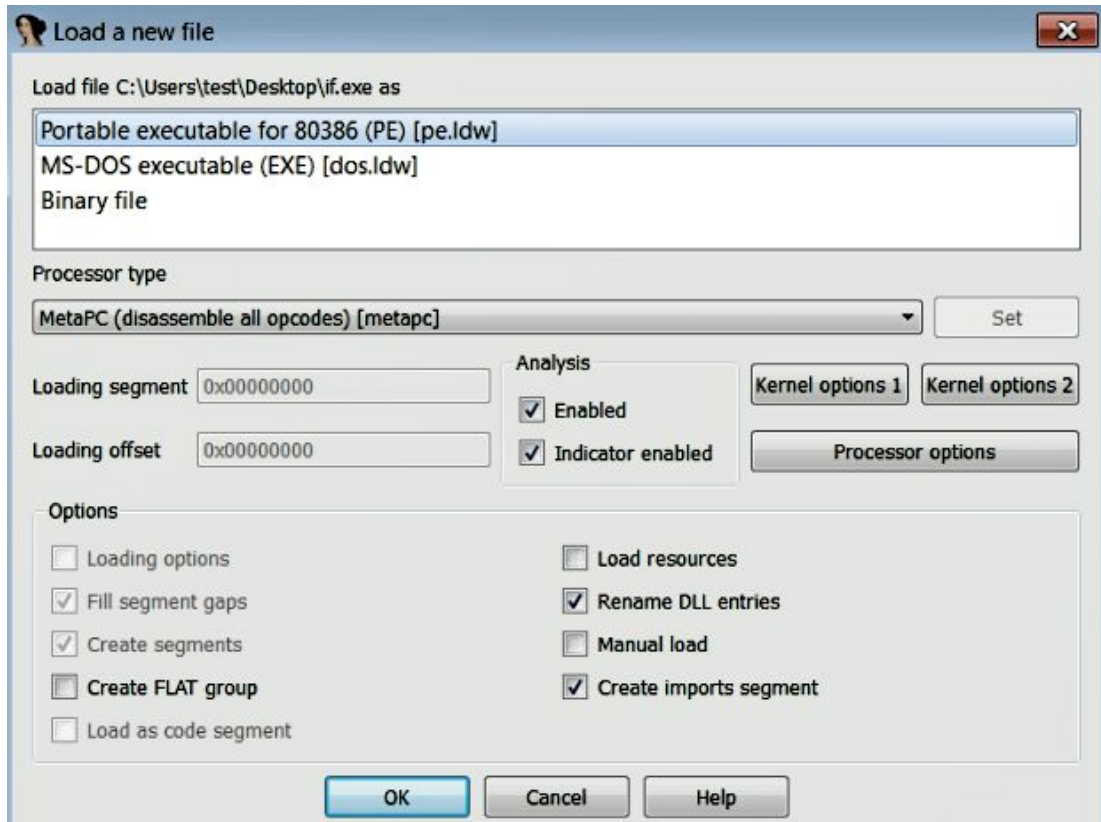 Load a new file
Load file C:\Users\test\Desktop\if.exe as
Portable executable for 80386 (PE) [pe.ldw]
MS-DOS executable (EXE) [dos.ldw]
Binary file
Processor type
MetaPC (disassemble all opcodes) [metapc]
Set
Loading segment 0x00000000
Loading offset 0x00000000
Analysis
Enabled
Indicator enabled
Kernel options 1 Kernel options 2
Processor options
Options
Loading options
Fill segment gaps
Create segments
Create FLAT group
Load as code segment
Load resources
Rename DLL entries
Manual load
Create imports segment
OK Cancel Help